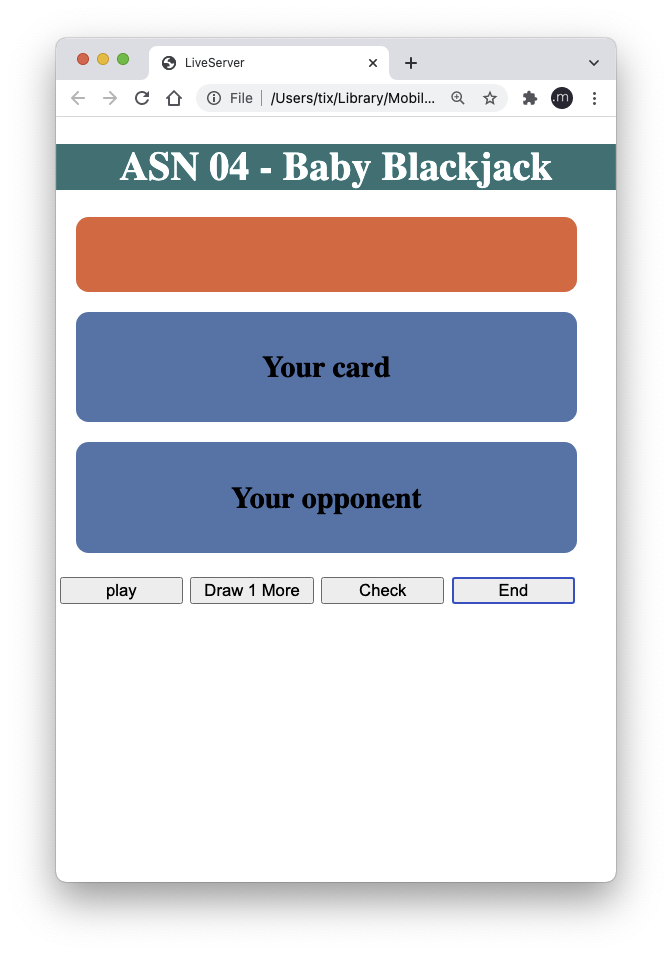 LiveServer
File | /Users/tix/Library/Mobil...
.m
ASN 04 - Baby Blackjack
Your card
Your opponent
play
Draw 1 More
Check
End